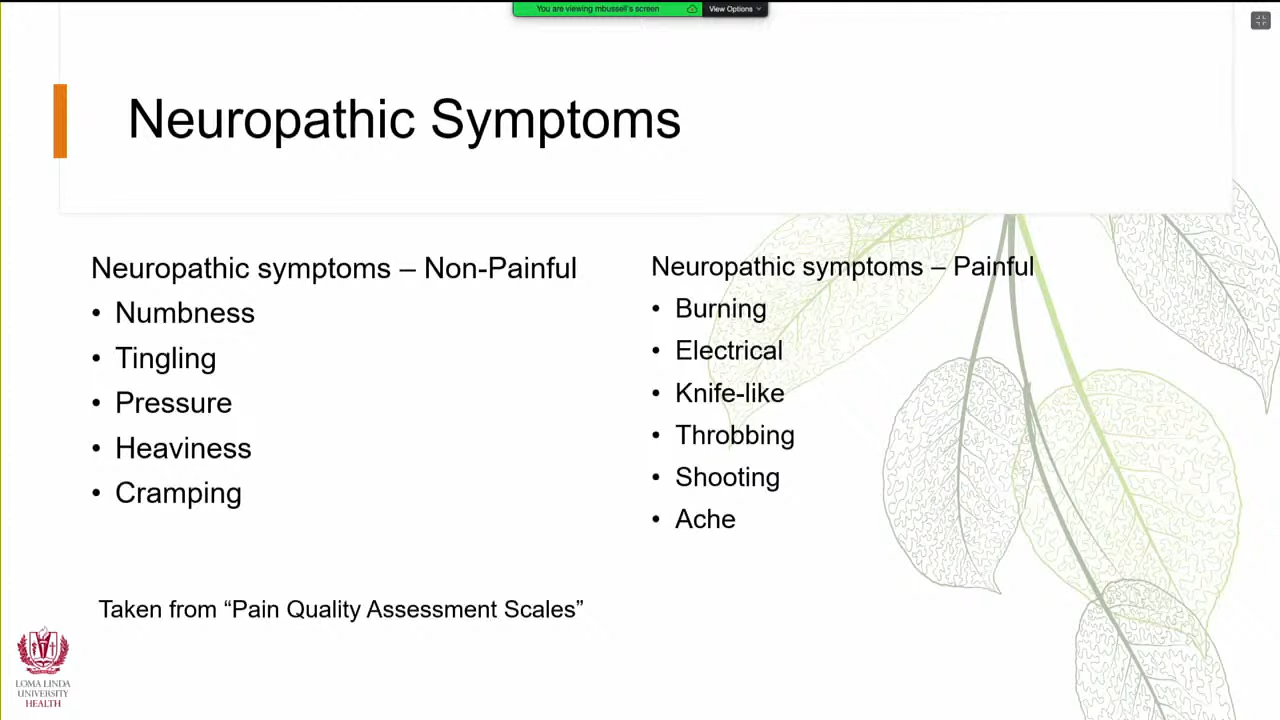 You are viewing mbussell's screen
View Options
Neuropathic Symptoms
Neuropathic symptoms – Non-Painful
• Numbness
• Tingling
• Pressure
• Heaviness
• Cramping
Neuropathic symptoms – Painful
• Burning
• Electrical
• Knife-like
• Throbbing
• Shooting
• Ache
Taken from “Pain Quality Assessment Scales”
LOMA LINDA
UNIVERSITY
HEALTH